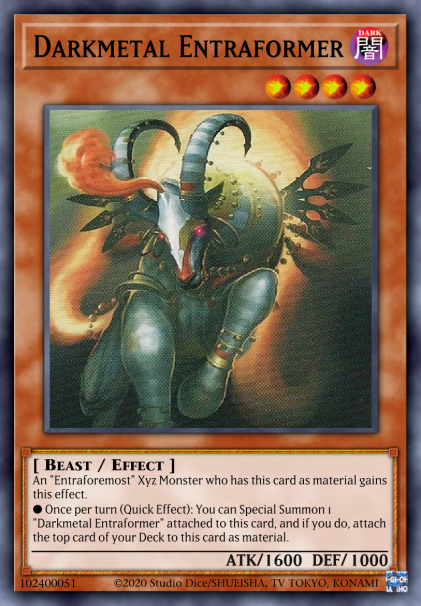 Darkmetal Entraformer
DARK
闇
[ Beast / Effect ]
An "Entraforemost" Xyz Monster who has this card as material gains
this effect.
● Once per turn (Quick Effect): You can Special Summon 1
"Darkmetal Entraformer" attached to this card, and if you do, attach
the top card of your Deck to this card as material.
ATK/1600 DEF/1000
102400051
©2020 Studio Dice/SHUEISHA, TV TOKYO, KONAMI